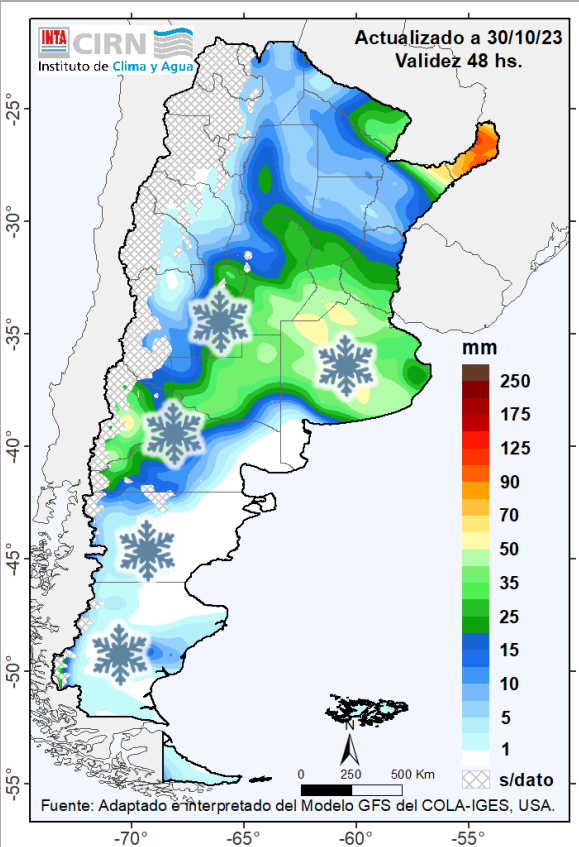 INTA
CIRN
Instituto de Clima y Agua
Actualizado a 30/10/23
Validez 48 hs.
-25°
-30°
-35°
-40°
-45°
-50°
-55°
mm
250
175
125
90
70
50
35
25
15
10
5
1
s/dato
N
0 250 500 Km
Fuente: Adaptado e interpretado del Modelo GFS del COLA-IGES, USA.
-70° -65° -60° -55°